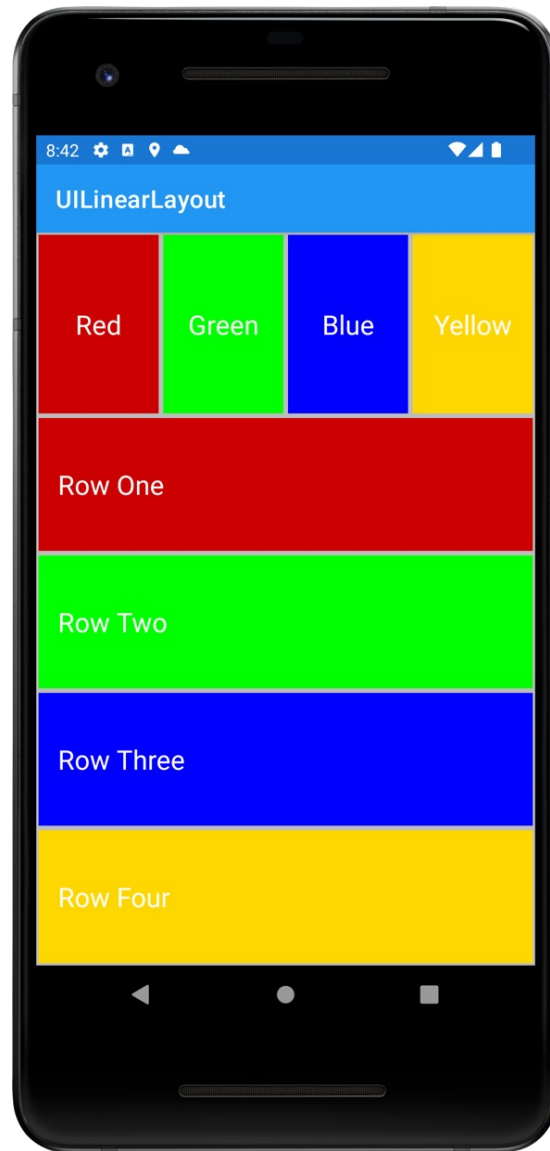 8:42
UILinearLayout
Red Green Blue Yellow
Row One
Row Two
Row Three
Row Four